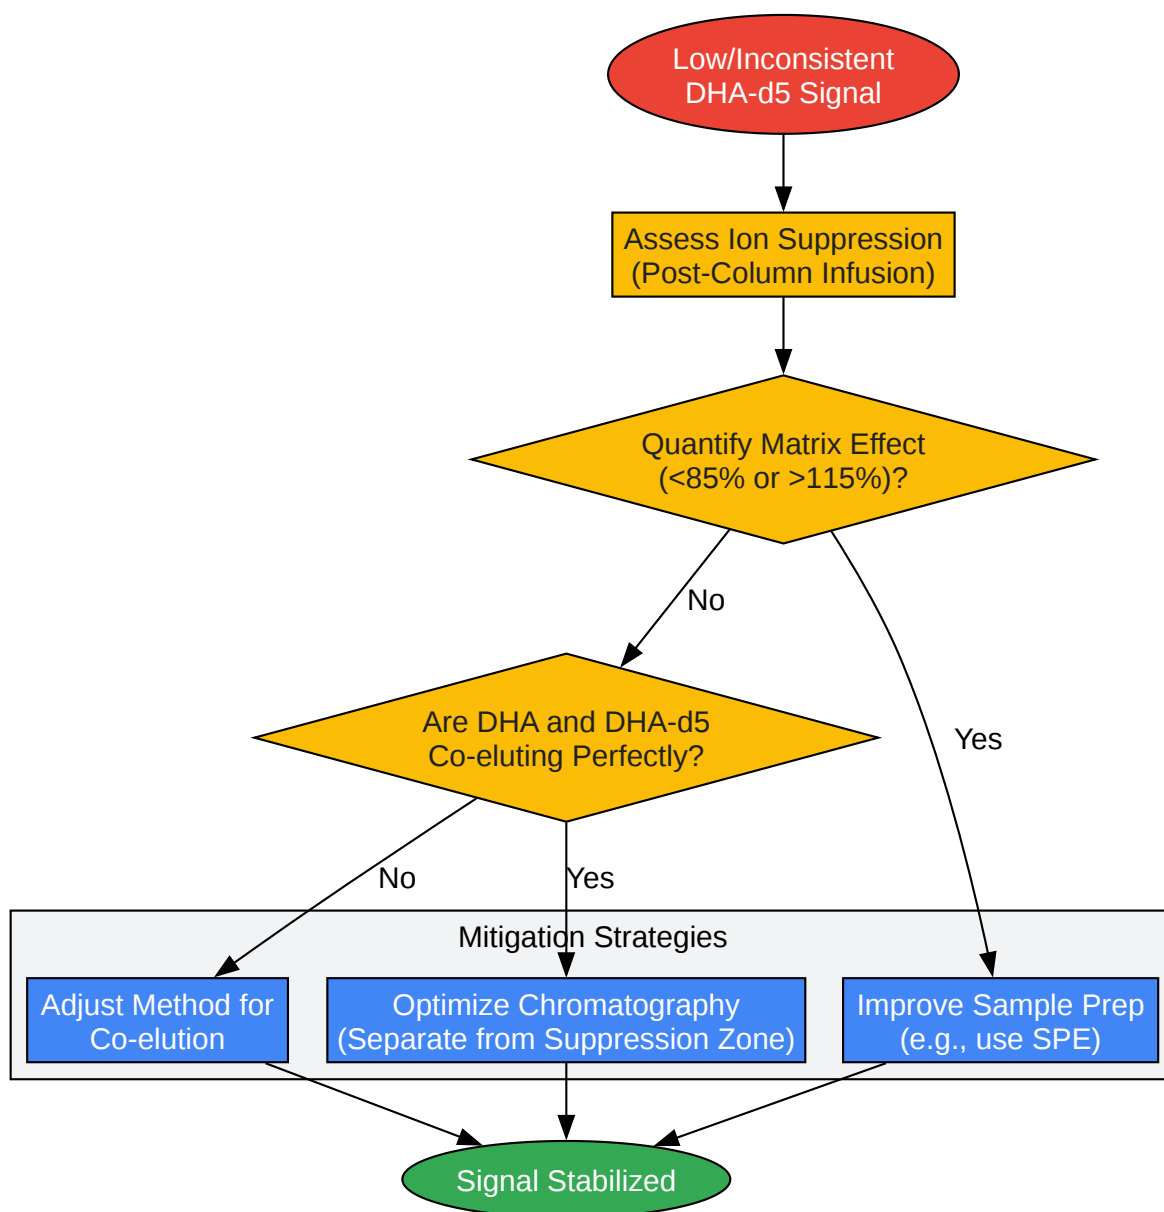 Low/Inconsistent
DHA-d5 Signal
Assess Ion Suppression
(Post-Column Infusion)
Quantify Matrix Effect
(<85% or >115%)?
No
Yes
Are DHA and DHA-d5
Co-eluting Perfectly?
No
Yes
Mitigation Strategies
Adjust Method for
Co-elution
Optimize Chromatography
(Separate from Suppression Zone)
Improve Sample Prep
(e.g., use SPE)
Signal Stabilized